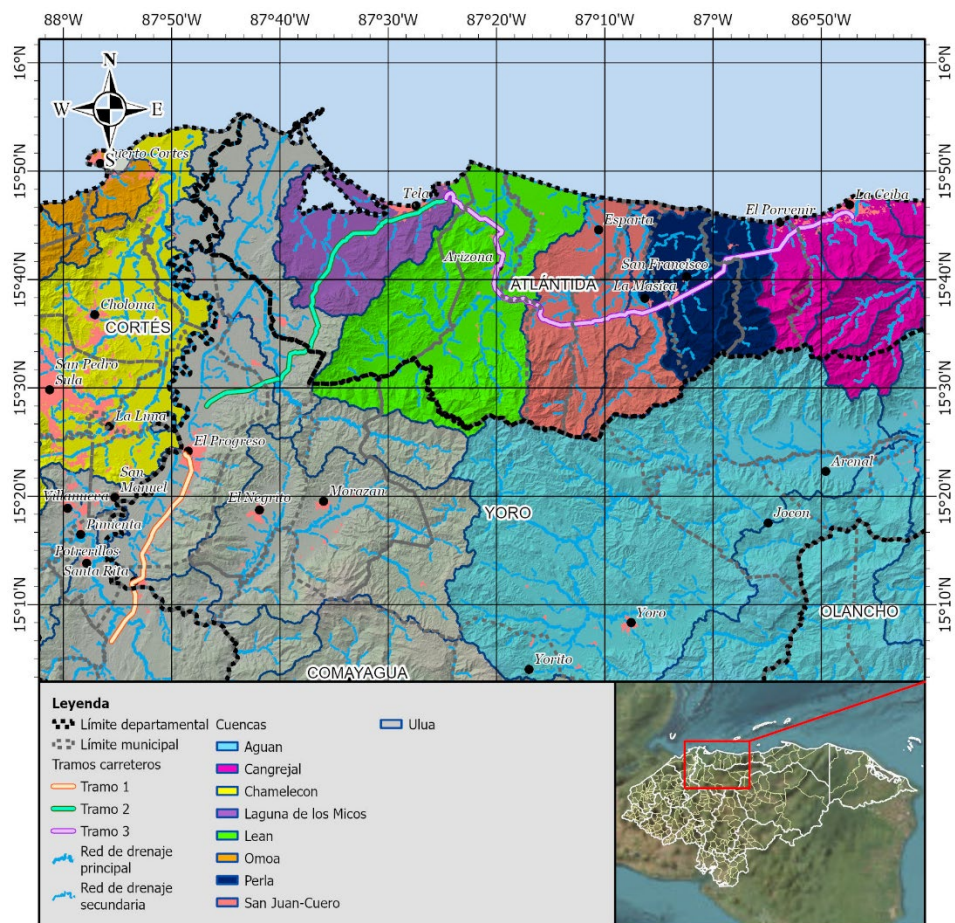 88°W 87°50'W 87°40'W 87°30'W 87°20'W 87°10'W 87°W 86°50'W
16°N 16°N
N
W E
S
Puerto Cortes
15°50'N 15°50'N
Tela
La Ceiba
El Porvenir
Esparta
Arizona
San Francisco
ATLÁNTIDA
La Masica
15°40'N 15°40'N
Choloma
CORTÉS
San Pedro
Sula
15°30'N 15°30'N
La Lima
El Progreso
San
Manuel
Arenal
15°20'N 15°20'N
Villanueva
El Negrito
Morazan
YORO
Jocon
Pimienta
Potrerillos
Santa Rita
15°10'N 15°10'N
OLANCHO
Yoro
Yorito
COMAYAGUA
Leyenda
Límite departamental
Límite municipal
Tramos carreteros
Tramo 1
Tramo 2
Tramo 3
Red de drenaje
principal
Red de drenaje
secundaria
Cuencas
Aguan
Cangrejal
Chamelecon
Laguna de los Micos
Lean
Omoa
Perla
San Juan-Cuero
Ulua